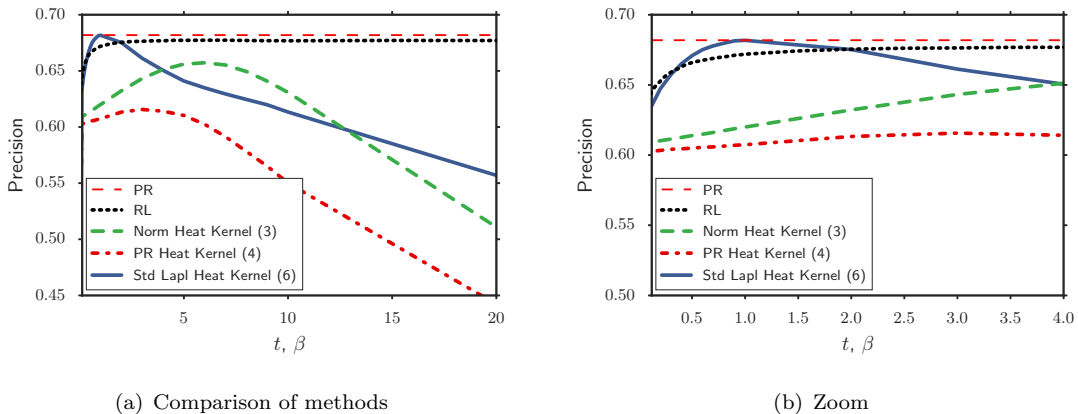 0.70
0.65
0.60
0.55
0.50
0.45
Precision
PR
RL
Norm Heat Kernel (3)
PR Heat Kernel (4)
Std Lapl Heat Kernel (6)
5
10
15
20
t, β
(a) Comparison of methods
0.70
0.65
0.60
0.55
0.50
Precision
PR
RL
Norm Heat Kernel (3)
PR Heat Kernel (4)
Std Lapl Heat Kernel (6)
0.5
1.0
1.5
2.0
2.5
3.0
3.5
4.0
t, β
(b) Zoom